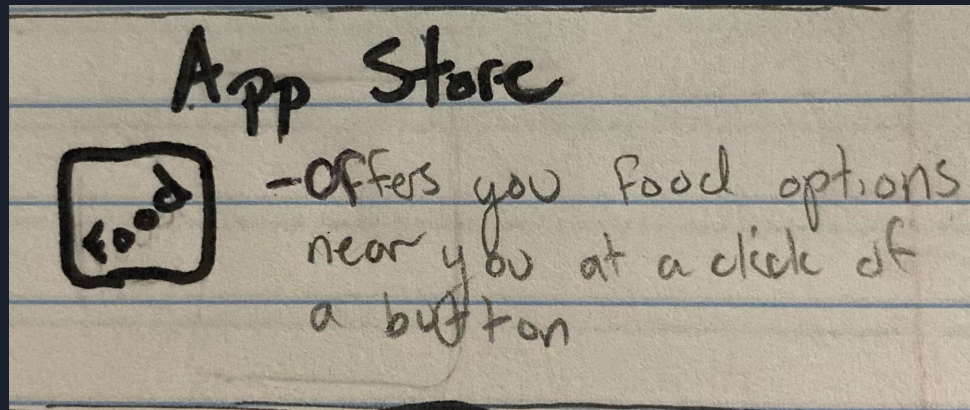 App Store
Food
-Offers you food options
near you at a click of
a button